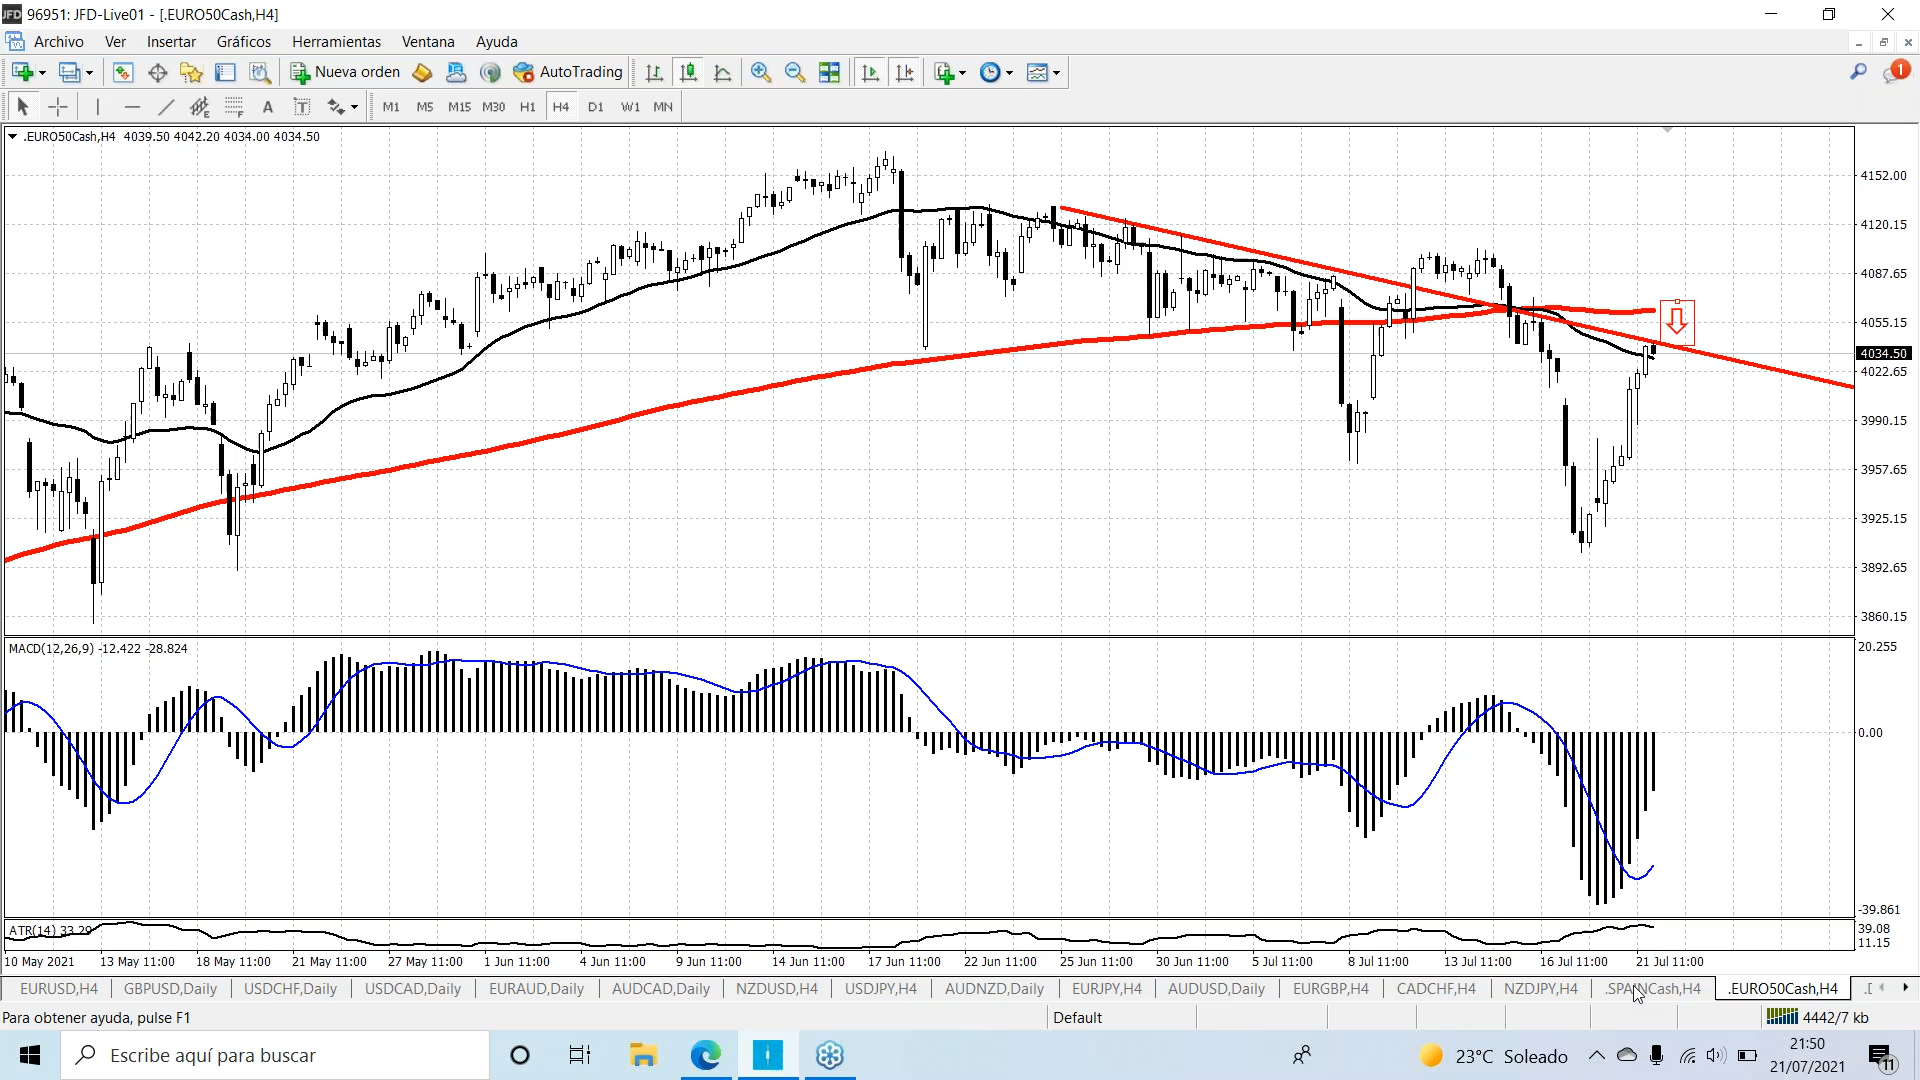 JFD 96951: JFD-Live01 - [.EURO50Cash,H4]
Archivo Ver Insertar Gráficos Herramientas Ventana Ayuda
Nueva orden AutoTrading 1
A T M1 M5 M15 M30 H1 H4 D1 W1 MN
.EURO50Cash,H4 4039.50 4042.20 4034.00 4034.50
4152.00
4120.15
4087.65
4055.15
4034.50
4022.65
3990.15
3957.65
3925.15
3892.65
3860.15
MACD(12,26,9) -12.422 -28.824
20.255
0.00
-39.861
ATR(14) 33.29
39.08
11.15
10 May 2021 13 May 11:00 18 May 11:00 21 May 11:00 27 May 11:00 1 Jun 11:00 4 Jun 11:00 9 Jun 11:00 14 Jun 11:00 17 Jun 11:00 22 Jun 11:00 25 Jun 11:00 30 Jun 11:00 5 Jul 11:00 8 Jul 11:00 13 Jul 11:00 16 Jul 11:00 21 Jul 11:00
EURUSD,H4 GBPUSD,Daily USDCHF,Daily USDCAD,Daily EURAUD,Daily AUDCAD,Daily NZDUSD,H4 USDJPY,H4 AUDNZD,Daily EURJPY,H4 AUDUSD,Daily EURGBP,H4 CADCHF,H4 NZDJPY,H4 .SPAINCash,H4 .EURO50Cash,H4
Para obtener ayuda, pulse F1 Default 4442/7 kb
Escribe aquí para buscar 23°C Soleado 21:50
21/07/2021 11